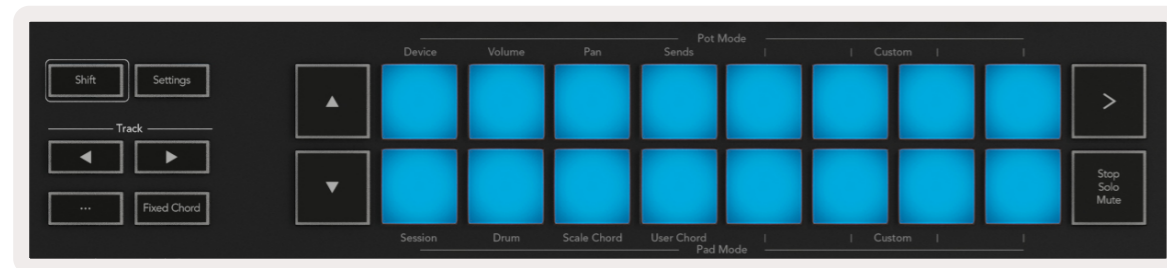 Pot Mode
Device Volume Pan Sends Custom
Shift Settings
Track
... Fixed Chord
>
Stop
Solo
Mute
Session Drum Scale Chord User Chord Custom
Pad Mode